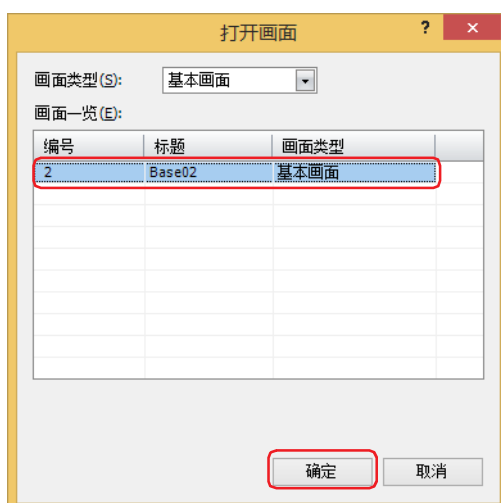 打开画面 ? ×
画面类型(S): 基本画面
画面一览(E):
编号 标题 画面类型
2 Base02 基本画面
确定 取消